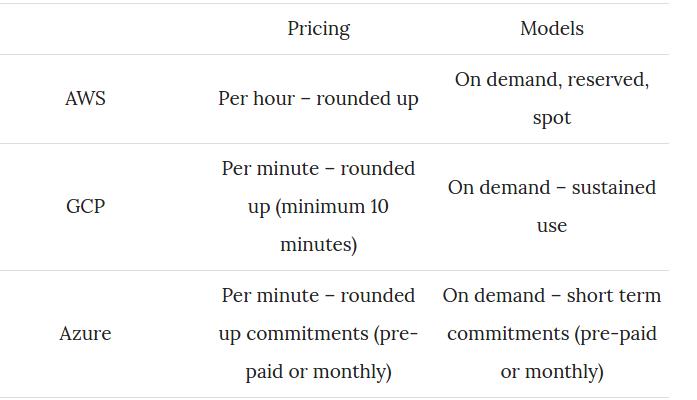 Pricing Models
AWS Per hour – rounded up On demand, reserved,
spot
GCP Per minute – rounded
up (minimum 10
minutes) On demand – sustained
use
Azure Per minute – rounded
up commitments (pre-
paid or monthly) On demand – short term
commitments (pre-paid
or monthly)